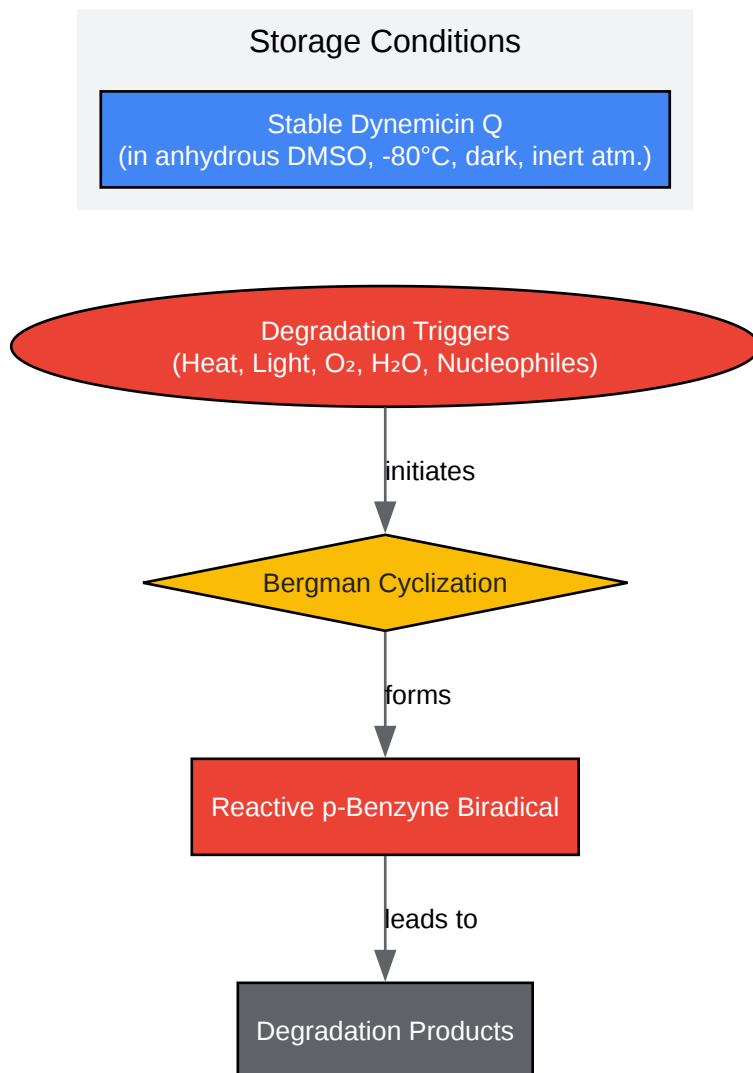 Storage Conditions
Stable Dynemicin Q
(in anhydrous DMSO, -80°C, dark, inert atm.)
Degradation Triggers
(Heat, Light, O₂, H₂O, Nucleophiles)
initiates
Bergman Cyclization
forms
Reactive p-Benzyne Biradical
leads to
Degradation Products